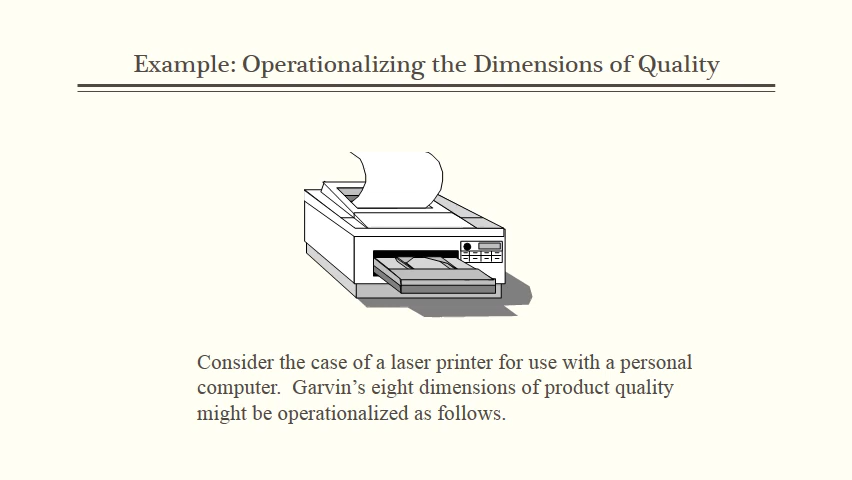 Example: Operationalizing the Dimensions of Quality
Consider the case of a laser printer for use with a personal
computer.  Garvin’s eight dimensions of product quality
might be operationalized as follows.